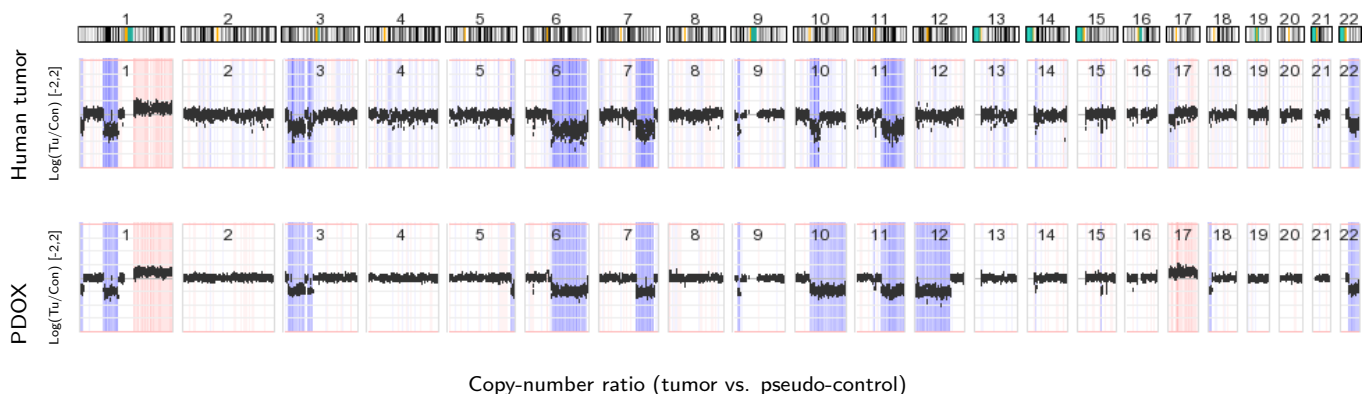 1 2 3 4 5 6 7 8 9 10 11 12 13 14 15 16 17 18 19 20 21 22
Human tumor
Log(Tu/Con) [-2,2]
1 2 3 4 5 6 7 8 9 10 11 12 13 14 15 16 17 18 19 20 21 22
PDOX
Log(Tu/Con) [-2,2]
1 2 3 4 5 6 7 8 9 10 11 12 13 14 15 16 17 18 19 20 21 22
Copy-number ratio (tumor vs. pseudo-control)